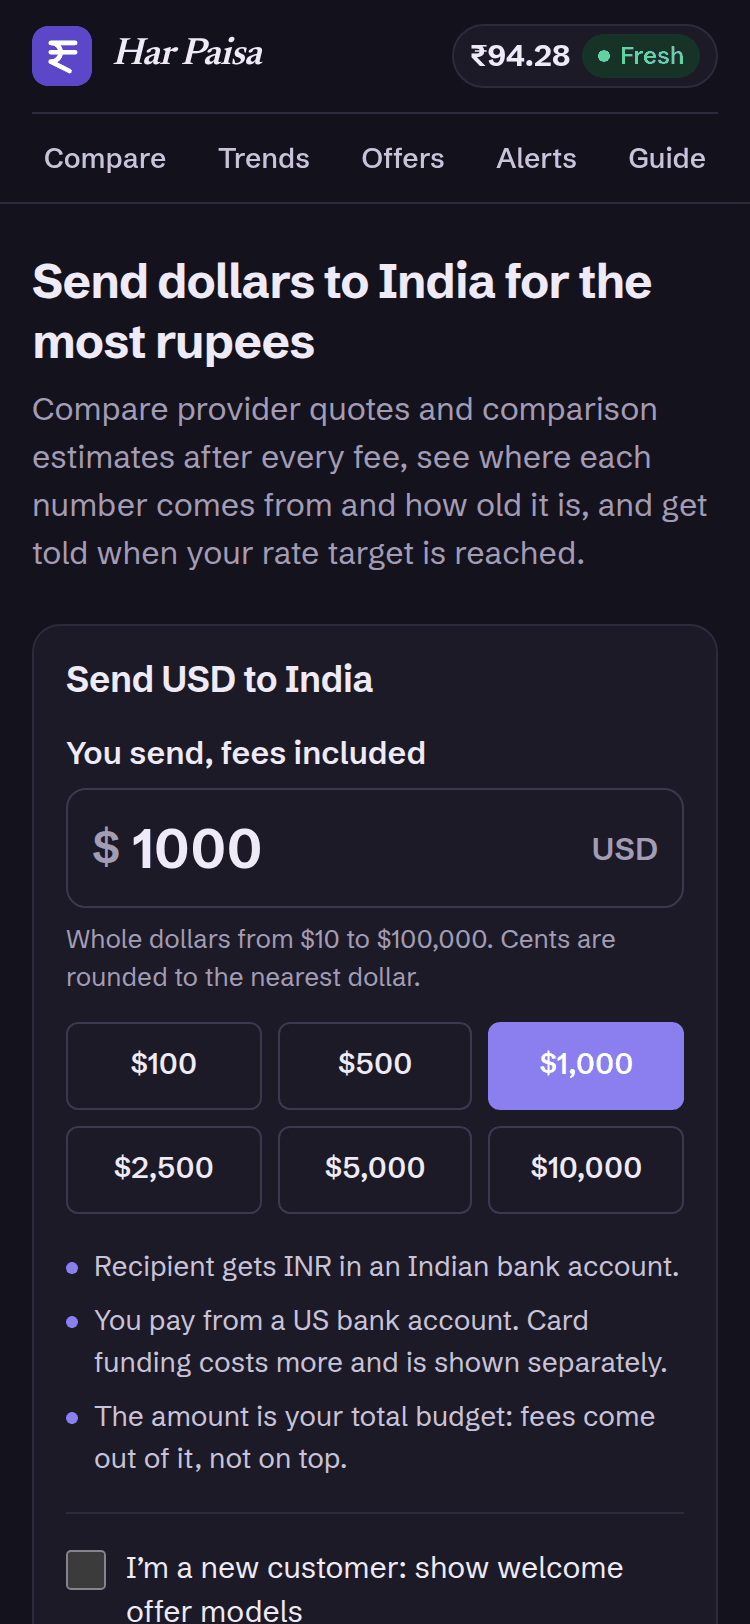 ₹
Har Paisa
₹94.28
Fresh
Compare
Trends
Offers
Alerts
Guide
Send dollars to India for the
most rupees
Compare provider quotes and comparison
estimates after every fee, see where each
number comes from and how old it is, and get
told when your rate target is reached.
Send USD to India
You send, fees included
$ 1000
USD
Whole dollars from $10 to $100,000. Cents are
rounded to the nearest dollar.
$100
$500
$1,000
$2,500
$5,000
$10,000
Recipient gets INR in an Indian bank account.
You pay from a US bank account. Card
funding costs more and is shown separately.
The amount is your total budget: fees come
out of it, not on top.
I’m a new customer: show welcome
offer models